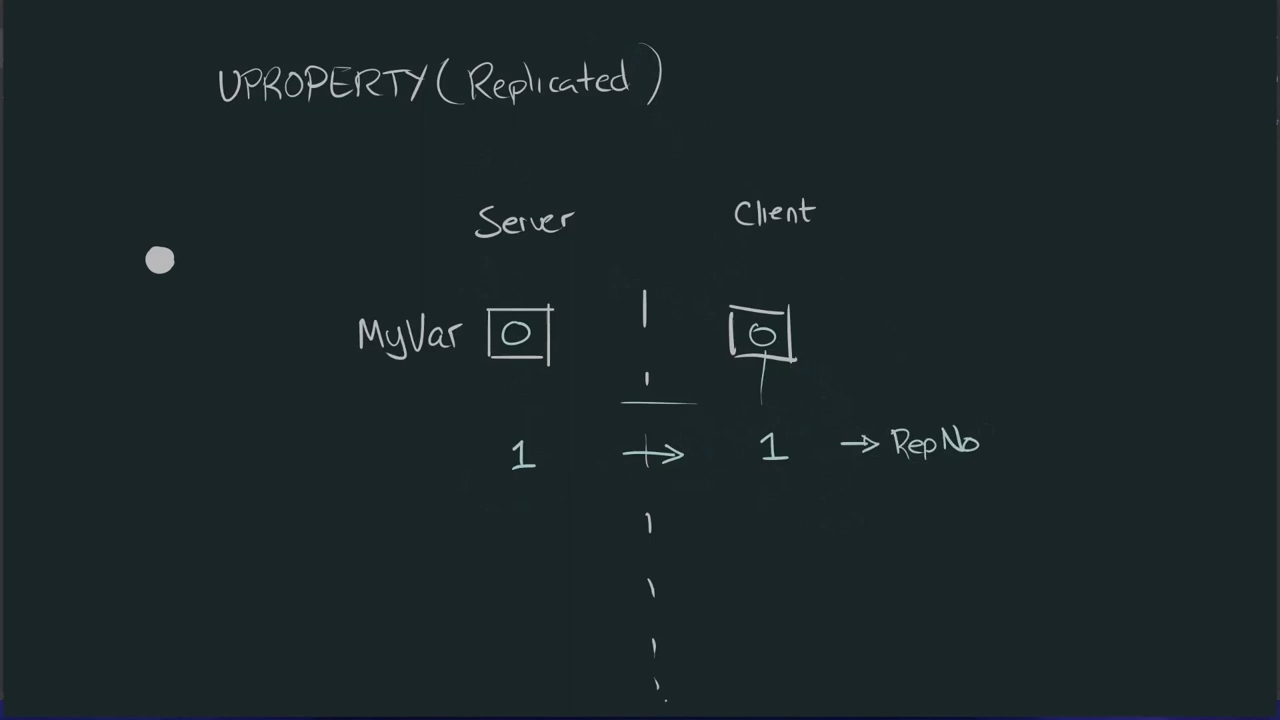 UPROPERTY(Replicated)
Server Client
MyVar 0 0
1 → 1 → RepNo